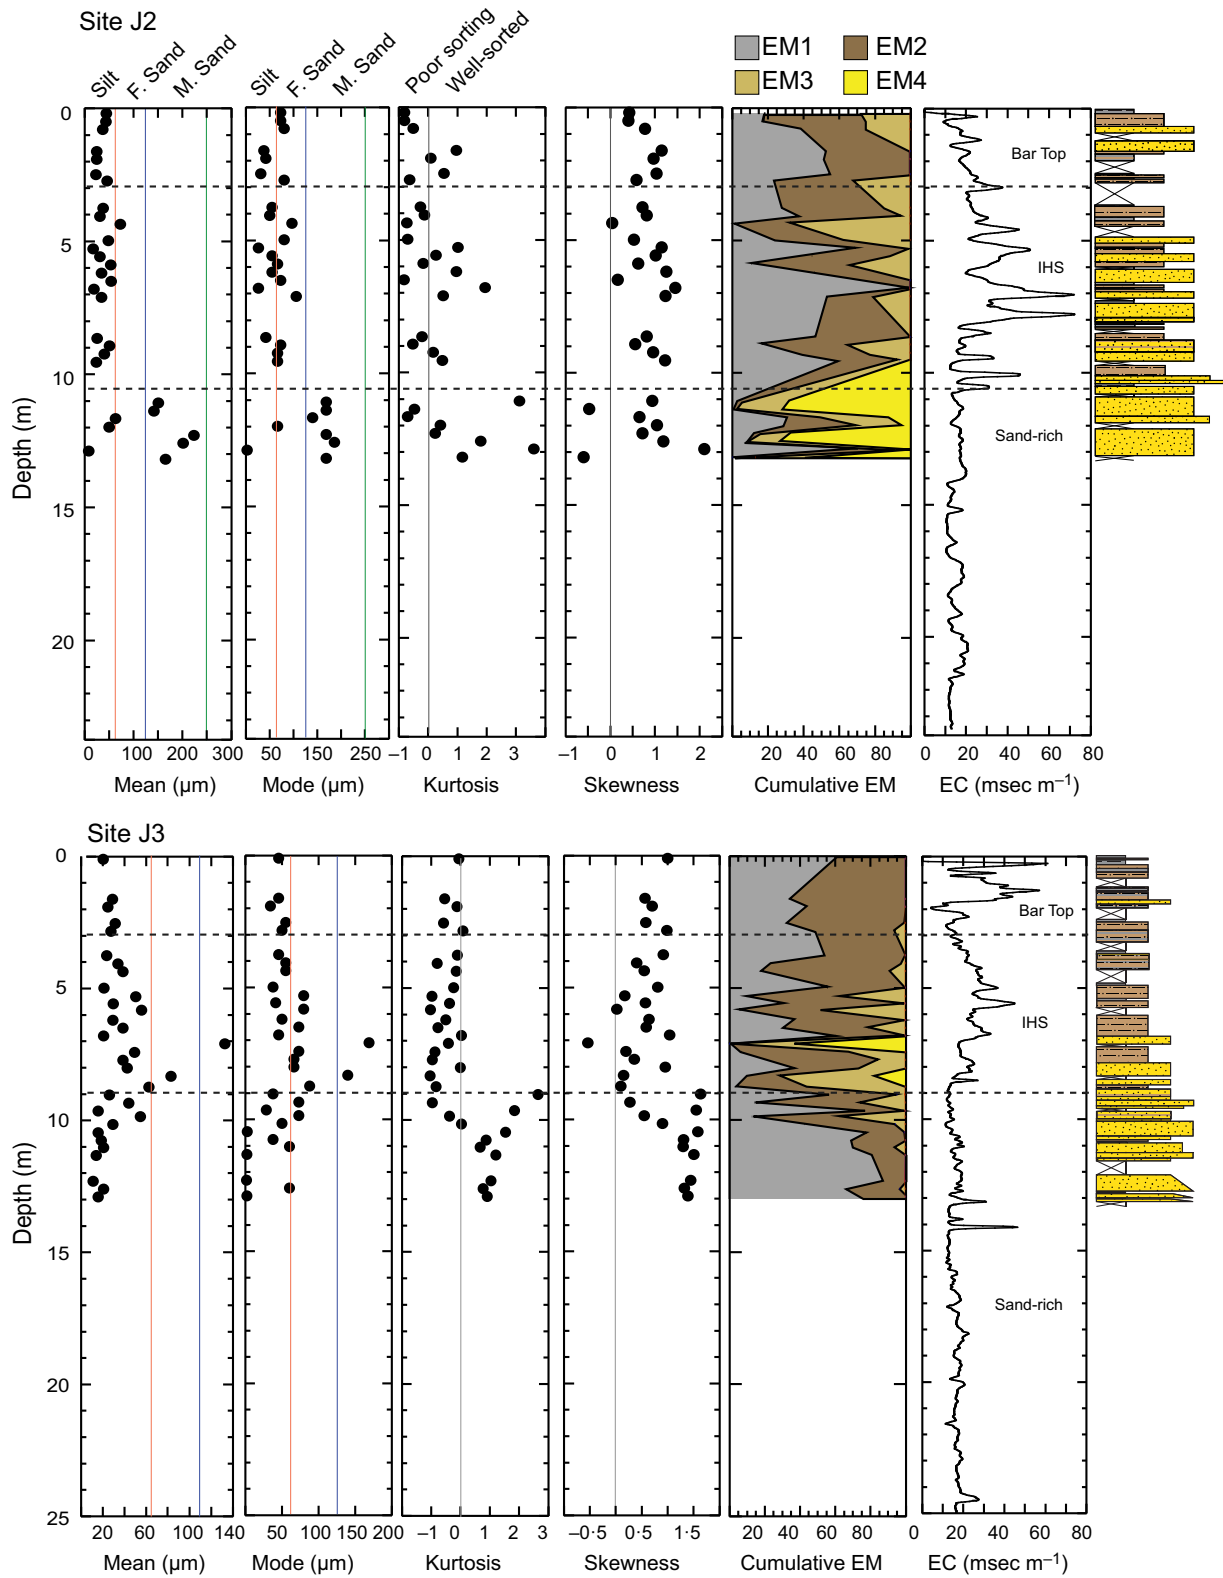 Site J2
Silt F. Sand M. Sand
Silt F. Sand M. Sand
Poor sorting Well-sorted
EM1 EM2
EM3 EM4
0
5
10
15
20
Depth (m)
Bar Top
IHS
Sand-rich
0 100 200 300
50 150 250
–1 0 1 2 3 4
–1 0 1 2
20 60 100
0 20 40 60 80
Mean (µm)
Mode (µm)
Kurtosis
Skewness
Cumulative EM
EC (msec m–1)
Site J3
0
5
10
15
20
25
Depth (m)
Bar Top
IHS
Sand-rich
20 60 100 140
0 50 100 150 200
–1 0 1 2 3
–0·5 0 1·5
20 60 100
20 40 60 80
Mean (µm)
Mode (µm)
Kurtosis
Skewness
Cumulative EM
EC (msec m–1)